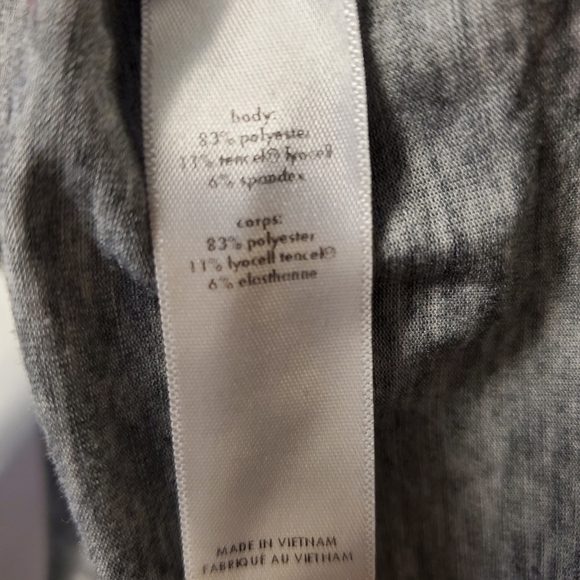 body:
83% polyester
11% tencel® lyocell
6% spandex
corps:
83% polyester
11% lyocell tencel®
6% elasthanne
MADE IN VIETNAM
FABRIQUE AU VIETNAM